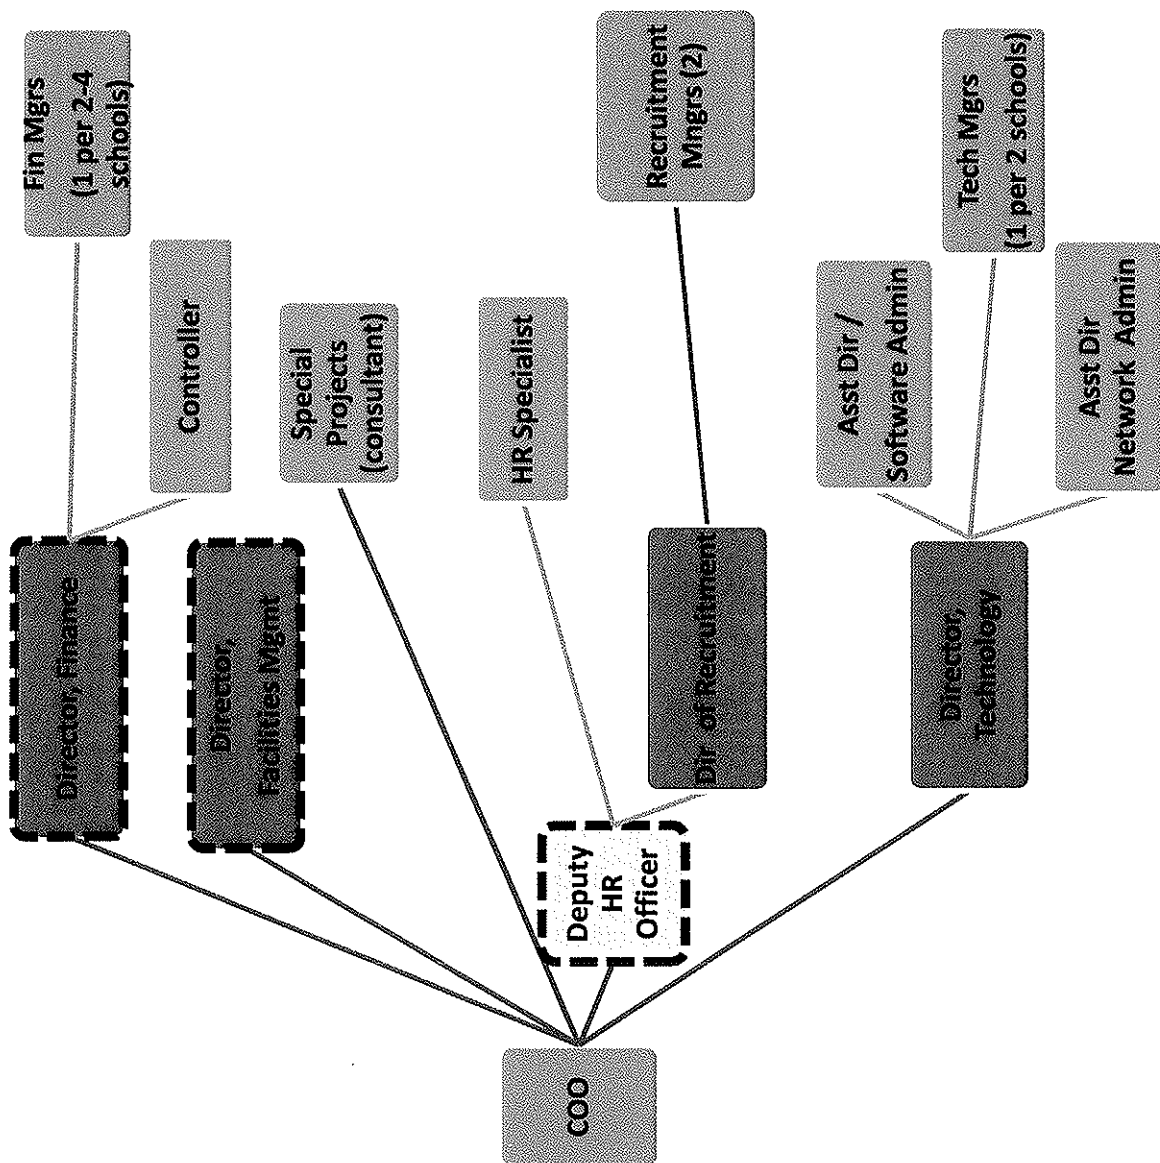 COO
Director, Finance
Director,
Facilities Mgmt
Special
Projects
(consultant)
Deputy
HR
Officer
Director,
Technology
Fin Mgrs
(1 per 2-4
schools)
Controller
HR Specialist
Dir of Recruitment
Recruitment
Mngrs (2)
Asst Dir /
Software Admin
Tech Mgrs
(1 per 2 schools)
Asst Dir
Network Admin